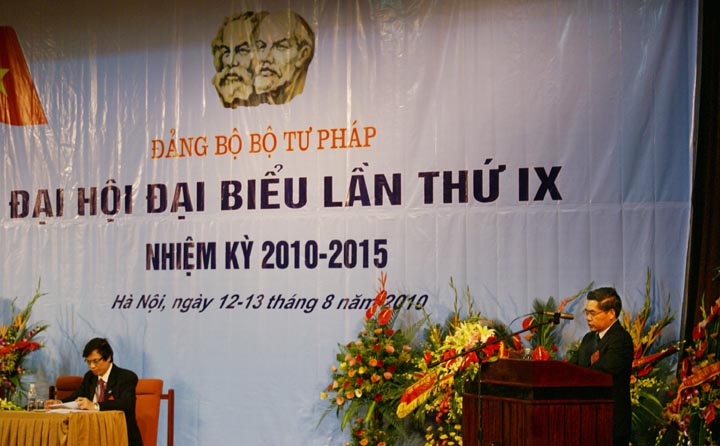 ĐẢNG BỘ BỘ TƯ PHÁP
ĐẠI HỘI ĐẠI BIỂU LẦN THỨ IX
NHIỆM KỲ 2010-2015
Hà Nội, ngày 12-13 tháng 8 năm 2010